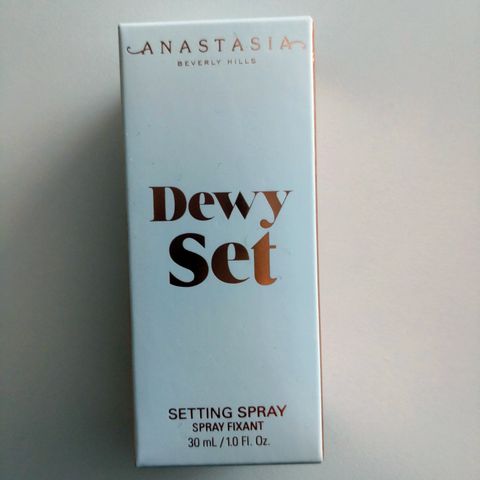 ANASTASIA
BEVERLY HILLS
Dewy
Set
SETTING SPRAY
SPRAY FIXANT
30 mL / 1.0 Fl. Oz.